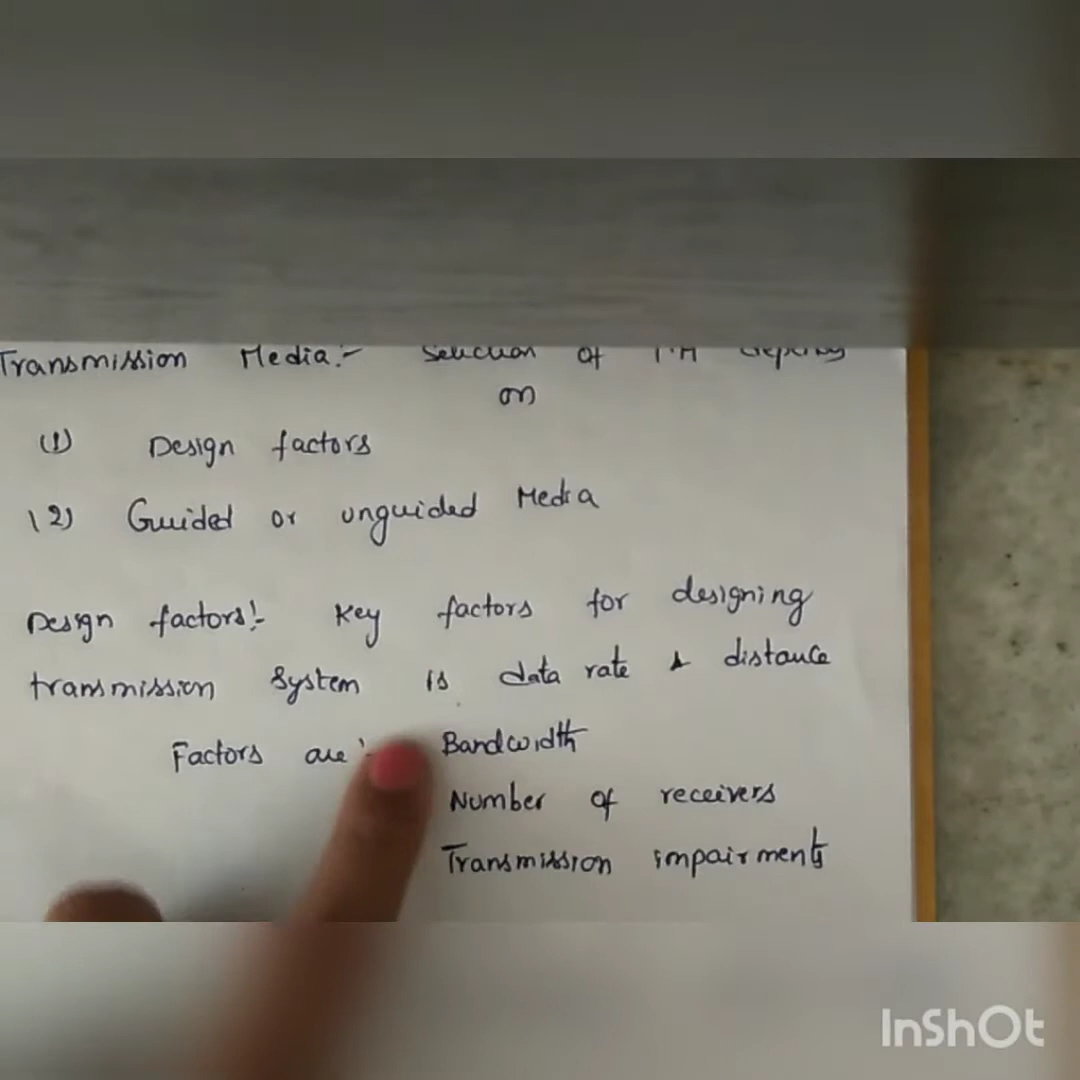 Transmission Media:- Selection of T.M
on
(1) Design factors
(2) Guided or unguided Media
Design factors:- Key factors for designing
transmission system is data rate & distance
Factors are:- Bandwidth
Number of receivers
Transmission impairments
InShOt